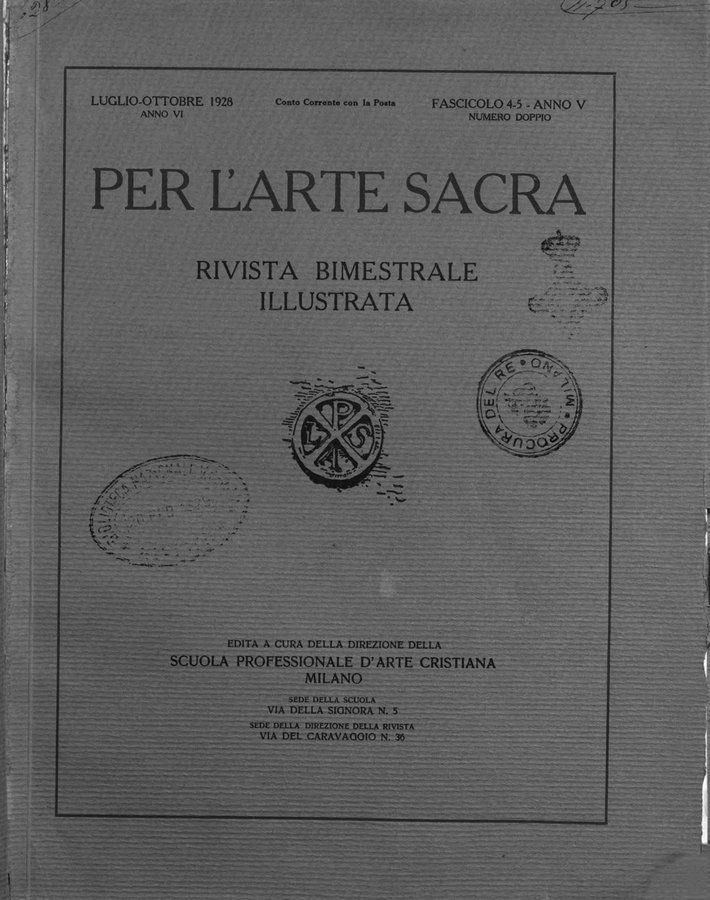 LUGLIO-OTTOBRE 1928
ANNO VI
Conto Corrente con la Posta
FASCICOLO 4-5 - ANNO V
NUMERO DOPPIO
PER L'ARTE SACRA
RIVISTA BIMESTRALE
ILLUSTRATA
P
L S
A
PROCURA DEL RE • MILANO •
BIBLIOTECA NAZIONALE
EDITA A CURA DELLA DIREZIONE DELLA
SCUOLA PROFESSIONALE D'ARTE CRISTIANA
MILANO
SEDE DELLA SCUOLA
VIA DELLA SIGNORA N. 5
SEDE DELLA DIREZIONE DELLA RIVISTA
VIA DEL CARAVAGGIO N. 36